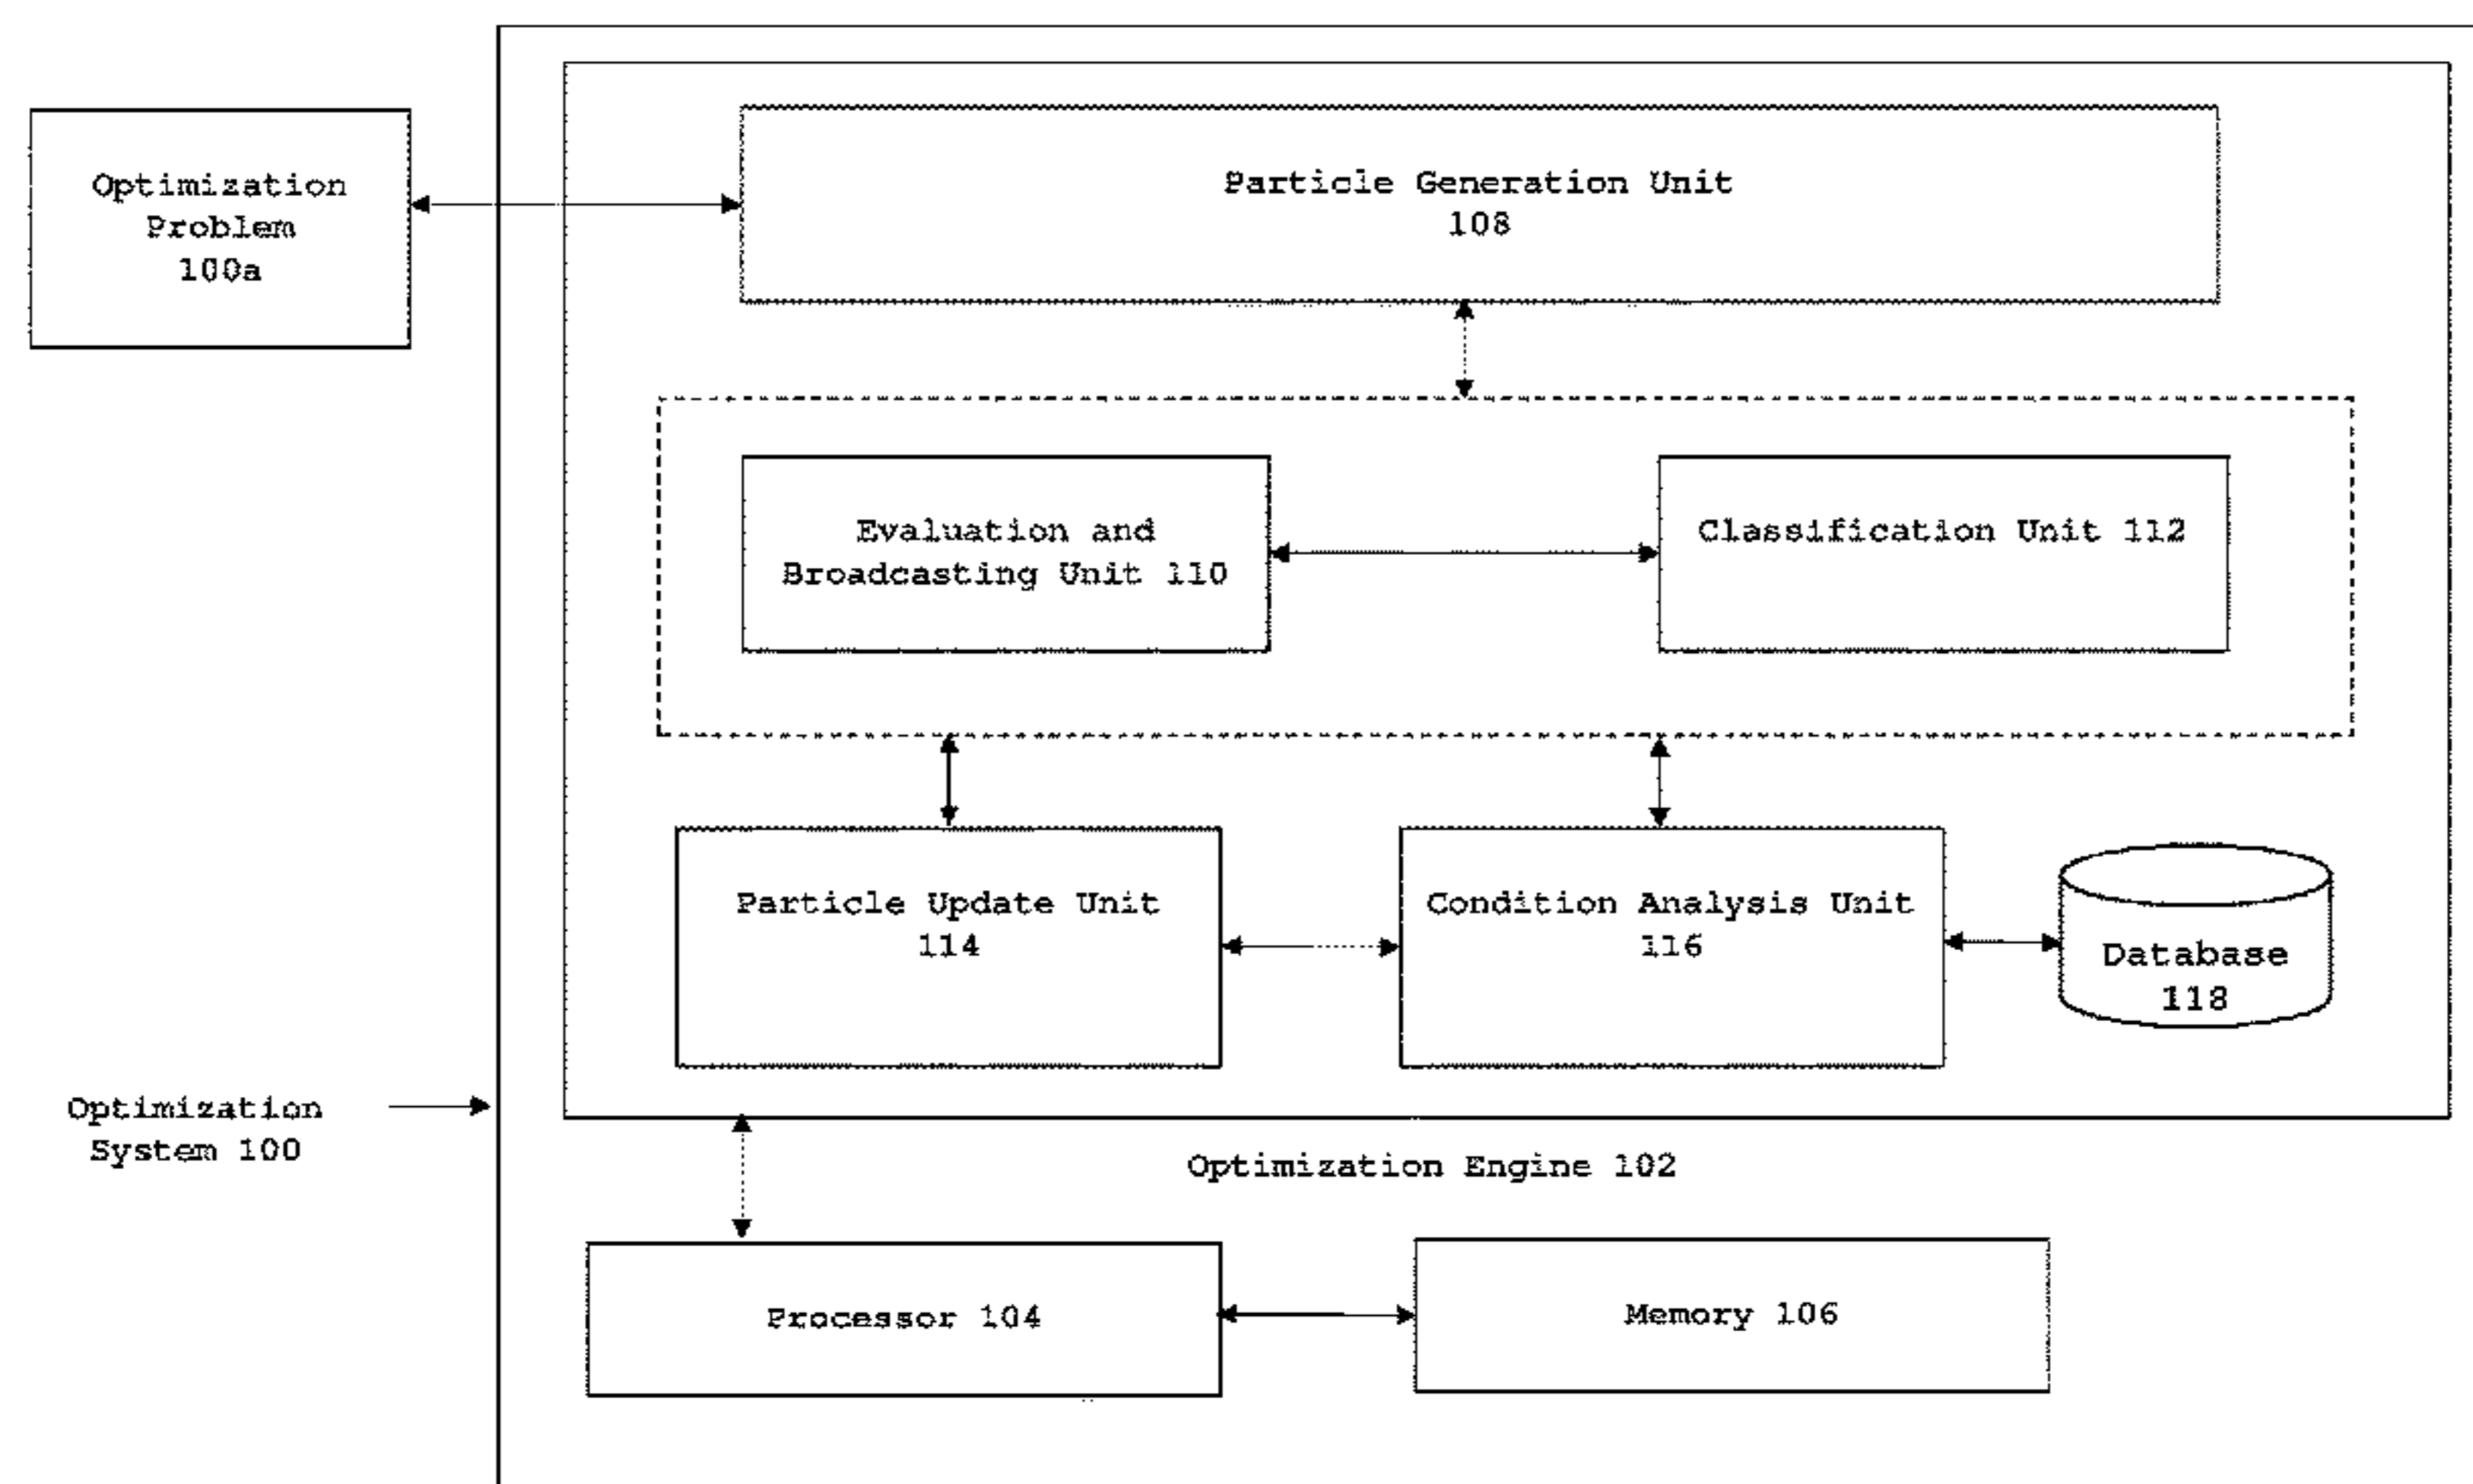 Optimization
Problem
100a
Particle Generation Unit
108
Evaluation and
Broadcasting Unit 110
Classification Unit 112
Particle Update Unit
114
Condition Analysis Unit
116
Database
118
Optimization
System 100
Optimization Engine 102
Processor 104
Memory 106